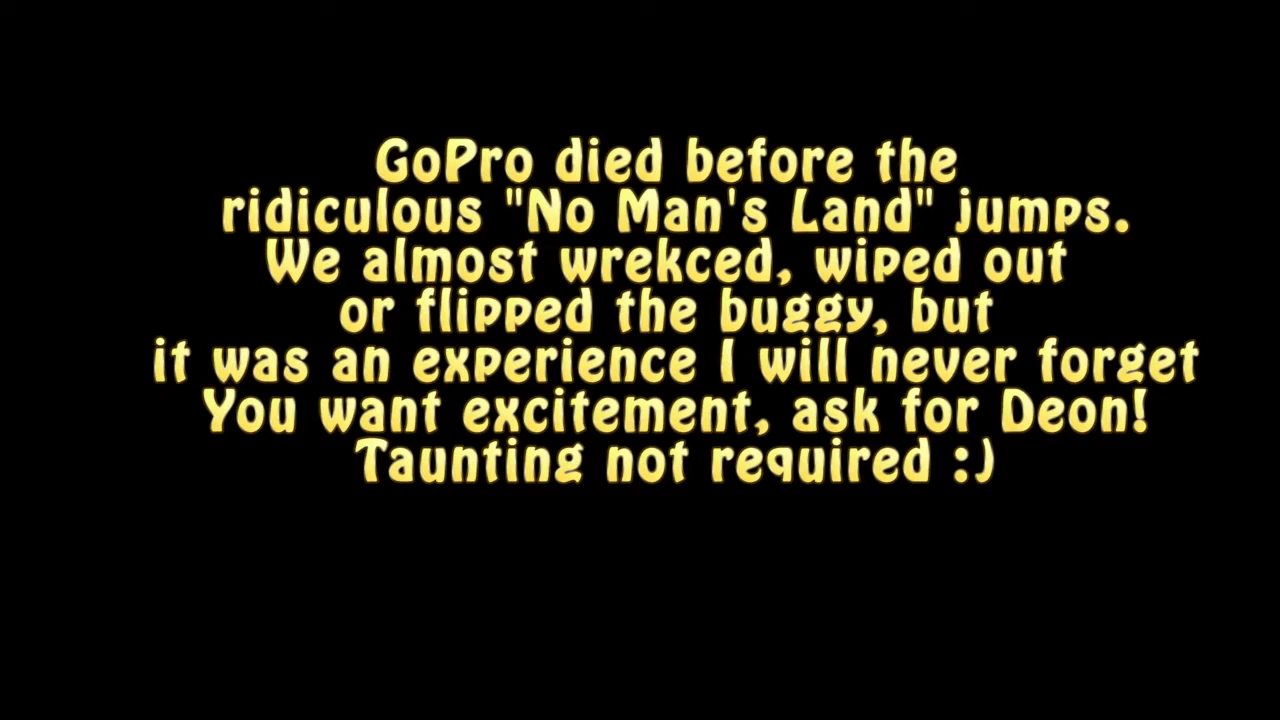 GoPro died before the
ridiculous "No Man's Land" jumps.
We almost wrekced, wiped out
or flipped the buggy, but
it was an experience I will never forget
You want excitement, ask for Deon!
Taunting not required :)